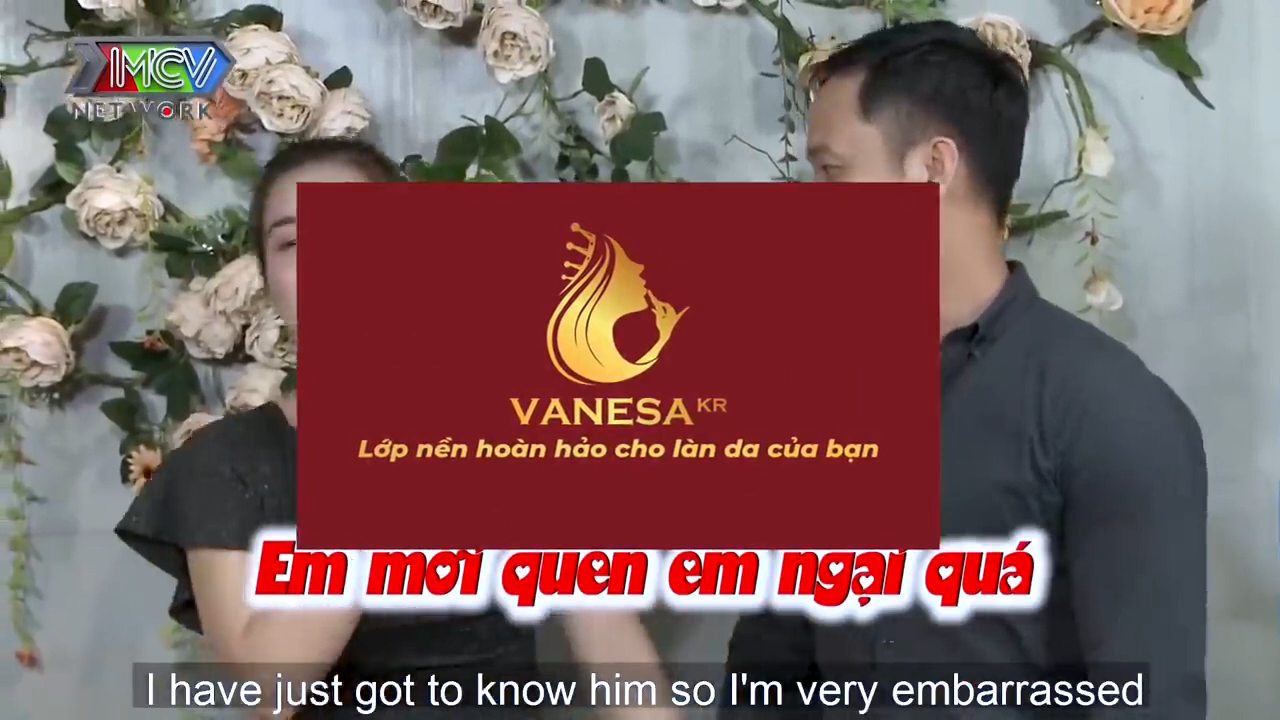 MCV
NETWORK
VANESA KR
Lớp nền hoàn hảo cho làn da của bạn
Em mới quen em ngại quá
I have just got to know him so I'm very embarrassed